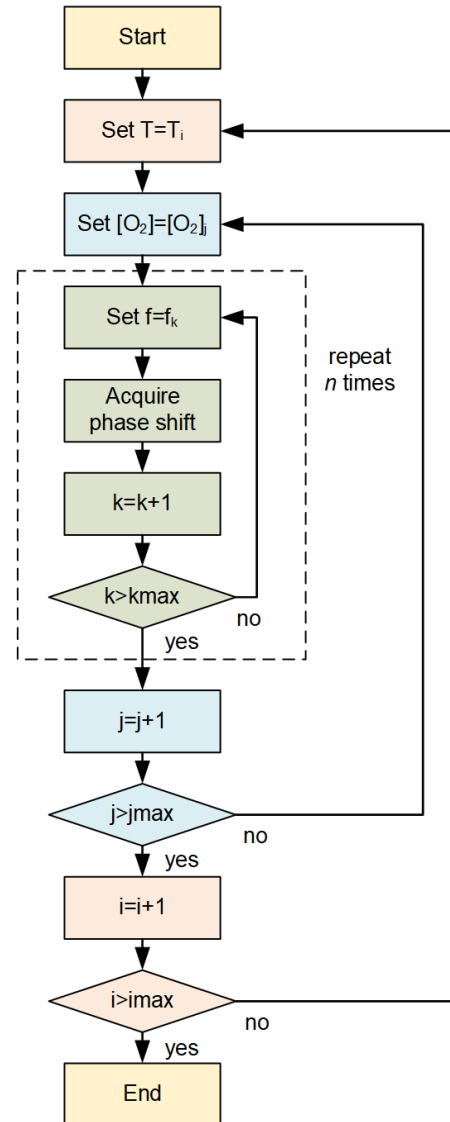 Start
Set T=Tᵢ
Set [O₂]=[O₂]ⱼ
Set f=fₖ
repeat
n times
Acquire
phase shift
k=k+1
k>kmax
no
yes
j=j+1
j>jmax
no
yes
i=i+1
i>imax
no
yes
End